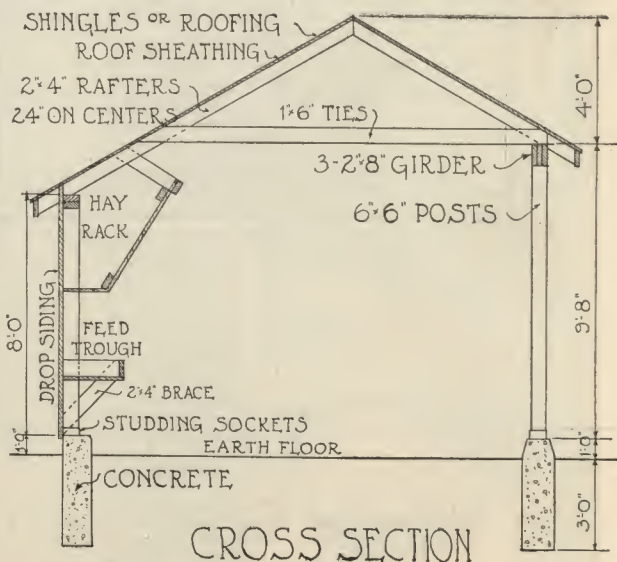 SHINGLES OR ROOFING
ROOF SHEATHING
2"x4" RAFTERS
24" ON CENTERS
1"x6" TIES
4'-0"
3-2"x8" GIRDER
6"x6" POSTS
HAY
RACK
8'-0"
DROP SIDING
9'-8"
FEED
TROUGH
2"x4" BRACE
STUDDING SOCKETS
EARTH FLOOR
1'-0"
1'-0"
CONCRETE
3'-0"
CROSS SECTION